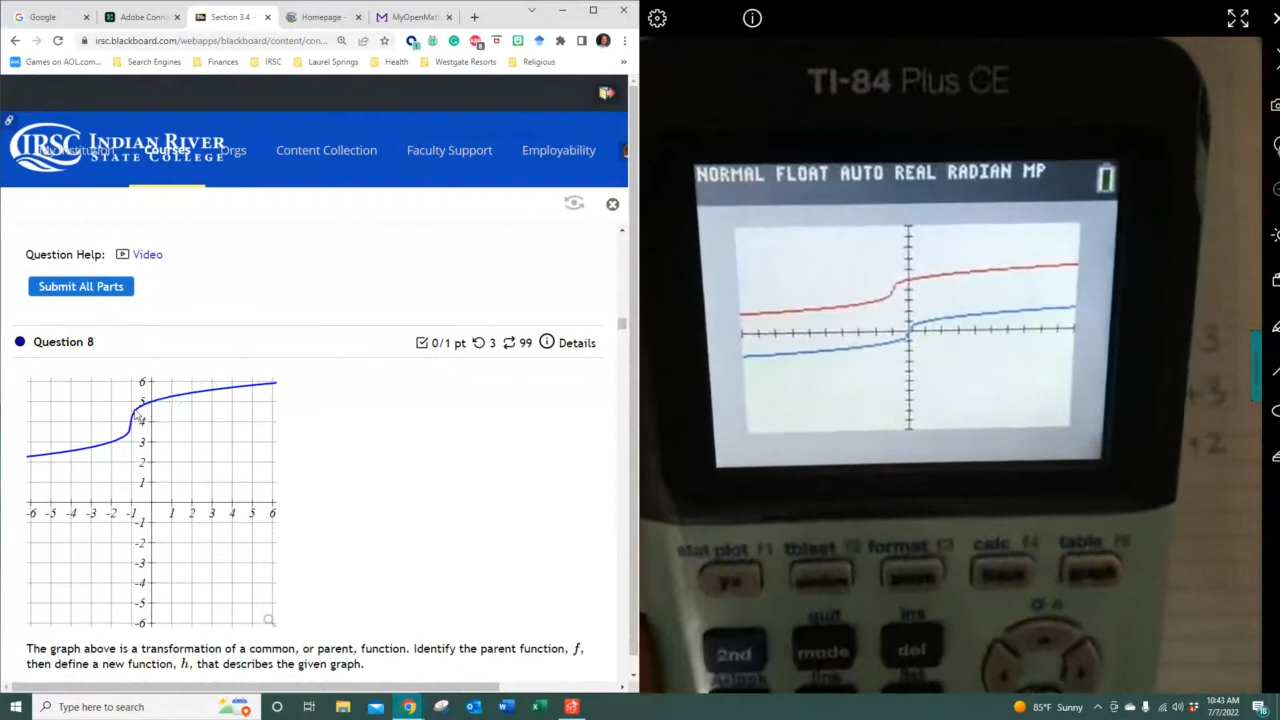 Google
Adobe Conn
Section 3.4 -
Homepage -
MyOpenMa
irsc.blackboard.com/webapps/blackboard/content/con...
Games on AOL.com...
Search Engines
Finances
IRSC
Laurel Springs
Health
Westgate Resorts
Religious
IRSC INDIAN RIVER
STATE COLLEGE
Courses
Orgs
Content Collection
Faculty Support
Employability
Question Help: Video
Submit All Parts
Question 8
0/1 pt 3 99 Details
6
5
4
3
2
1
-6 -5 -4 -3 -2 -1 1 2 3 4 5 6
-1
-2
-3
-4
-5
-6
The graph above is a transformation of a common, or parent, function. Identify the parent function, f,
then define a new function, h, that describes the given graph.
TI-84 Plus CE
NORMAL FLOAT AUTO REAL RADIAN MP
stat plot f1 tblset f2 format f3 calc f4 table f5
y=
quit
ins
2nd
mode
del
3
+3
+2
Type here to search
85°F Sunny
10:43 AM
7/7/2022
18